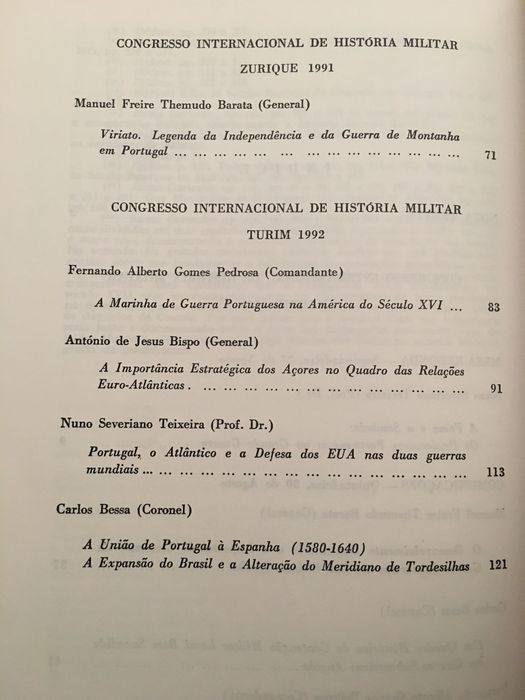 CONGRESSO INTERNACIONAL DE HISTÓRIA MILITAR
ZURIQUE 1991
Manuel Freire Themudo Barata (General)
Viriato. Legenda da Independência e da Guerra de Montanha
em Portugal ... ... ... ... ... ... ... ... ... ... ... ... ... 71
CONGRESSO INTERNACIONAL DE HISTÓRIA MILITAR
TURIM 1992
Fernando Alberto Gomes Pedrosa (Comandante)
A Marinha de Guerra Portuguesa na América do Século XVI ... 83
António de Jesus Bispo (General)
A Importância Estratégica dos Açores no Quadro das Relações
Euro-Atlânticas . ... ... ... ... ... ... ... ... ... ... ... ... 91
Nuno Severiano Teixeira (Prof. Dr.)
Portugal, o Atlântico e a Defesa dos EUA nas duas guerras
mundiais ... ... ... ... ... ... ... ... ... ... ... ... ... ... 113
Carlos Bessa (Coronel)
A União de Portugal à Espanha (1580-1640)
A Expansão do Brasil e a Alteração do Meridiano de Tordesilhas 121